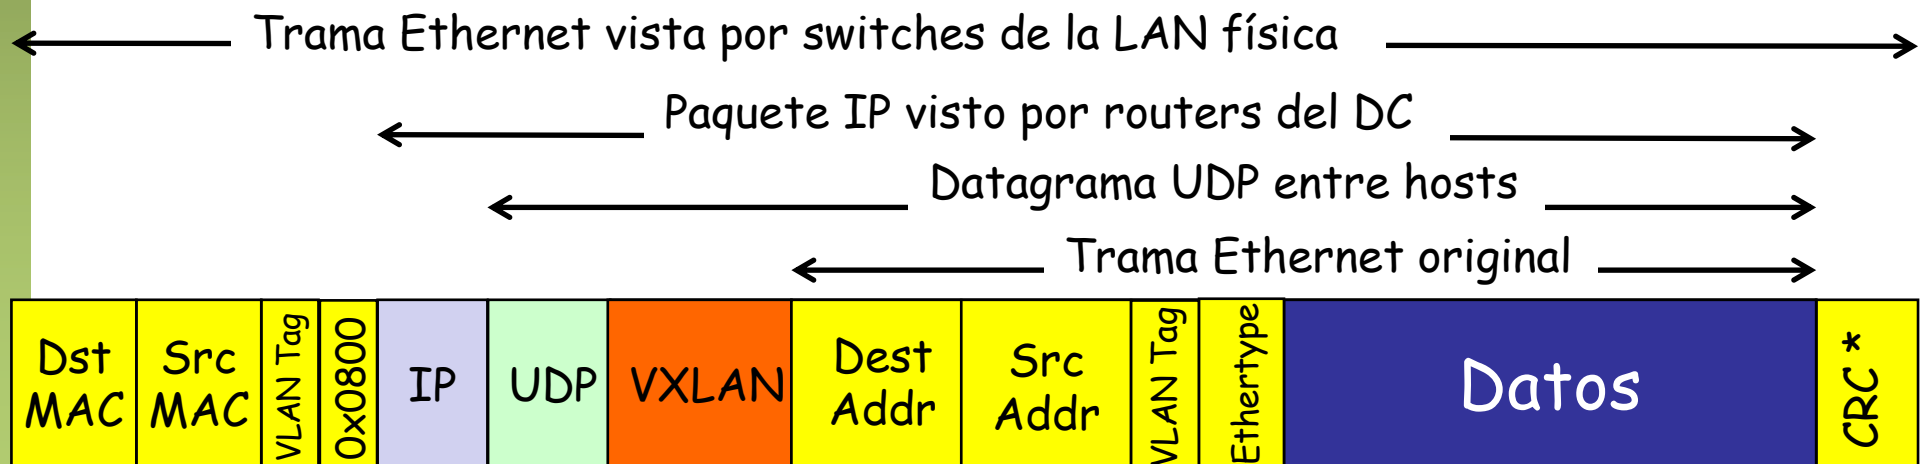 Trama Ethernet vista por switches de la LAN física
Paquete IP visto por routers del DC
Datagrama UDP entre hosts
Trama Ethernet original
Dst MAC
Src MAC
VLAN Tag
0x0800
IP
UDP
VXLAN
Dest Addr
Src Addr
VLAN Tag
Ethertype
Datos
CRC *